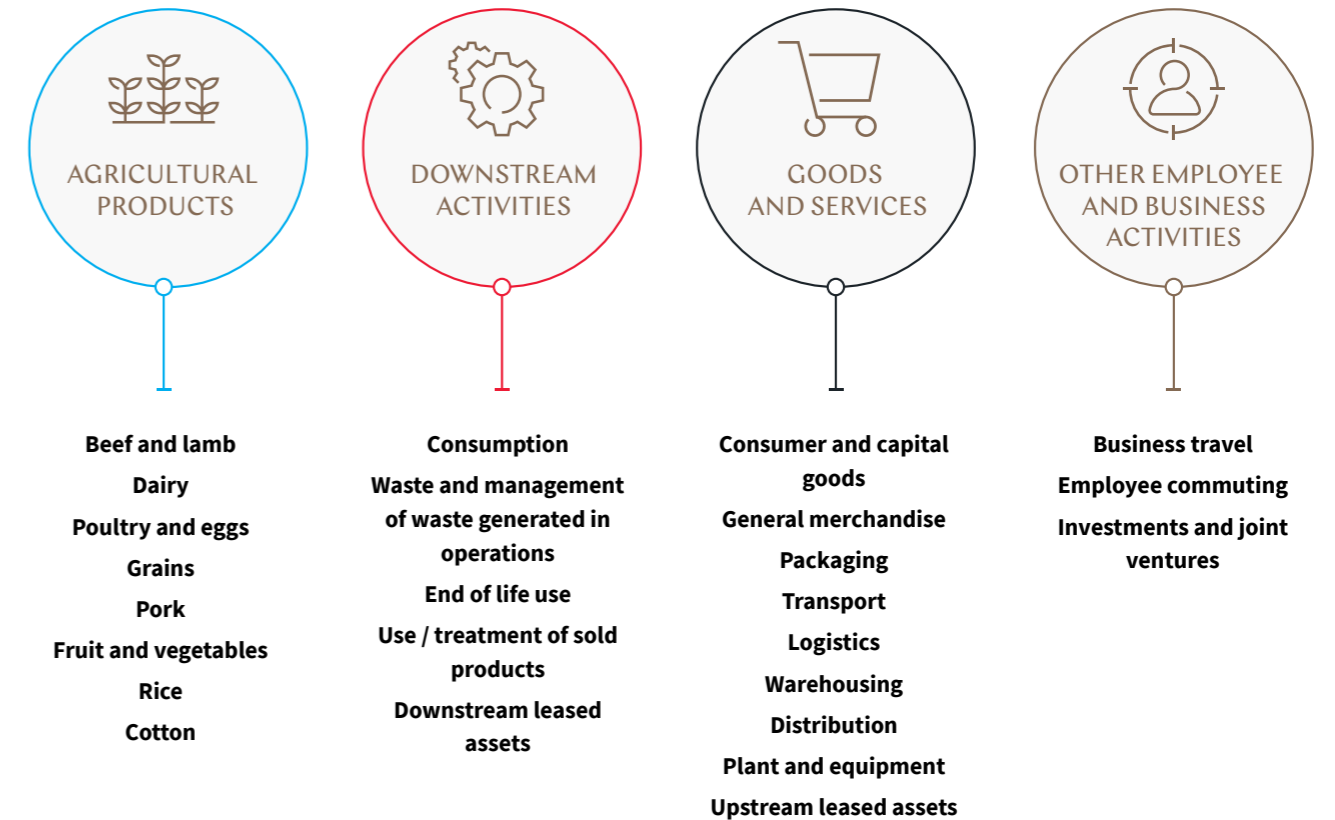 AGRICULTURAL
PRODUCTS
Beef and lamb
Dairy
Poultry and eggs
Grains
Pork
Fruit and vegetables
Rice
Cotton
DOWNSTREAM
ACTIVITIES
Consumption
Waste and management
of waste generated in
operations
End of life use
Use / treatment of sold
products
Downstream leased
assets
GOODS
AND SERVICES
Consumer and capital
goods
General merchandise
Packaging
Transport
Logistics
Warehousing
Distribution
Plant and equipment
Upstream leased assets
OTHER EMPLOYEE
AND BUSINESS
ACTIVITIES
Business travel
Employee commuting
Investments and joint
ventures